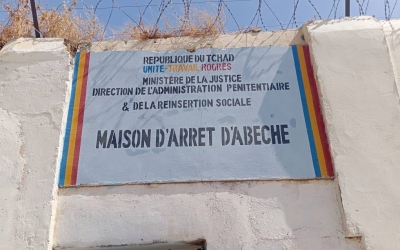 REPUBLIQUE DU TCHAD
UNITE-TRAVAIL-PROGRES
MINISTÈRE DE LA JUSTICE
DIRECTION DE L'ADMINISTRATION PENITENTIAIRE
& DE LA REINSERTION SOCIALE
MAISON D'ARRET D'ABECHE